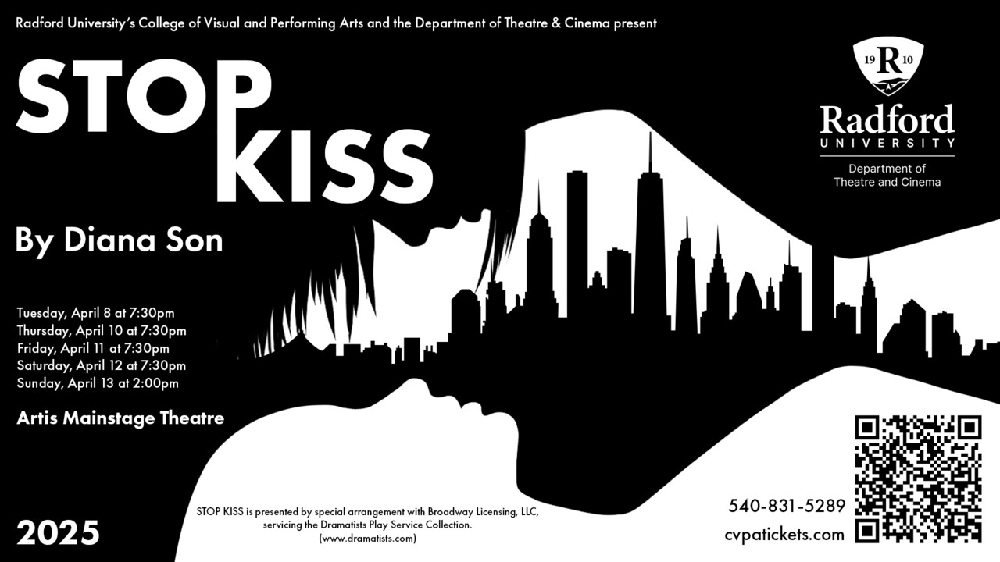 Radford University's College of Visual and Performing Arts and the Department of Theatre & Cinema present
STOP
KISS
By Diana Son
Tuesday, April 8 at 7:30pm
Thursday, April 10 at 7:30pm
Friday, April 11 at 7:30pm
Saturday, April 12 at 7:30pm
Sunday, April 13 at 2:00pm
Artis Mainstage Theatre
2025
19 R 10
Radford
UNIVERSITY
Department of
Theatre and Cinema
STOP KISS is presented by special arrangement with Broadway Licensing, LLC,
servicing the Dramatists Play Service Collection.
(www.dramatists.com)
540-831-5289
cvpatickets.com